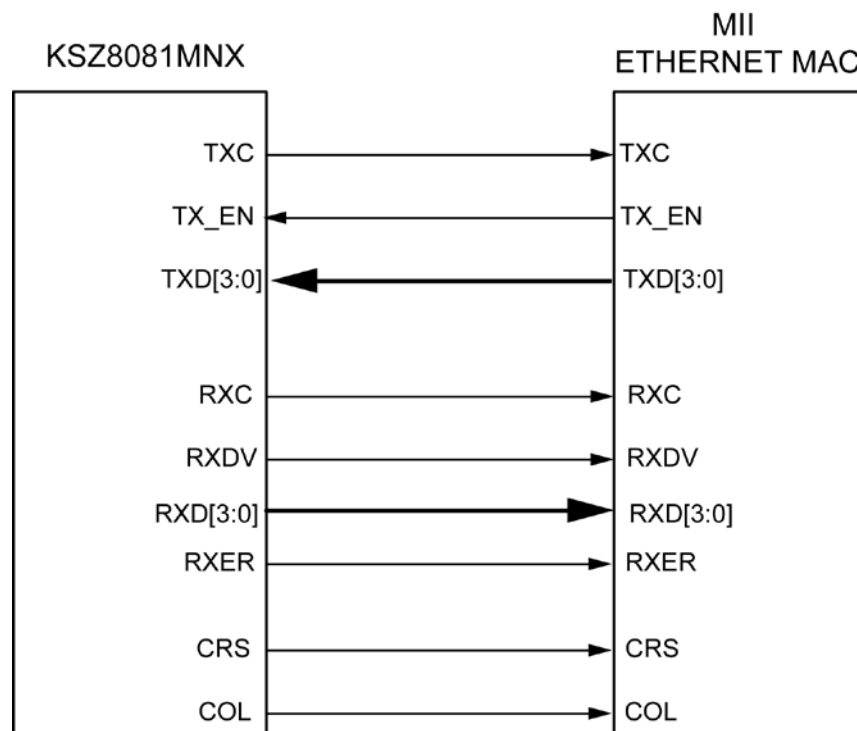 KSZ8081MNX
MII
ETHERNET MAC
TXC TXC
TX_EN TX_EN
TXD[3:0] TXD[3:0]
RXC RXC
RXDV RXDV
RXD[3:0] RXD[3:0]
RXER RXER
CRS CRS
COL COL